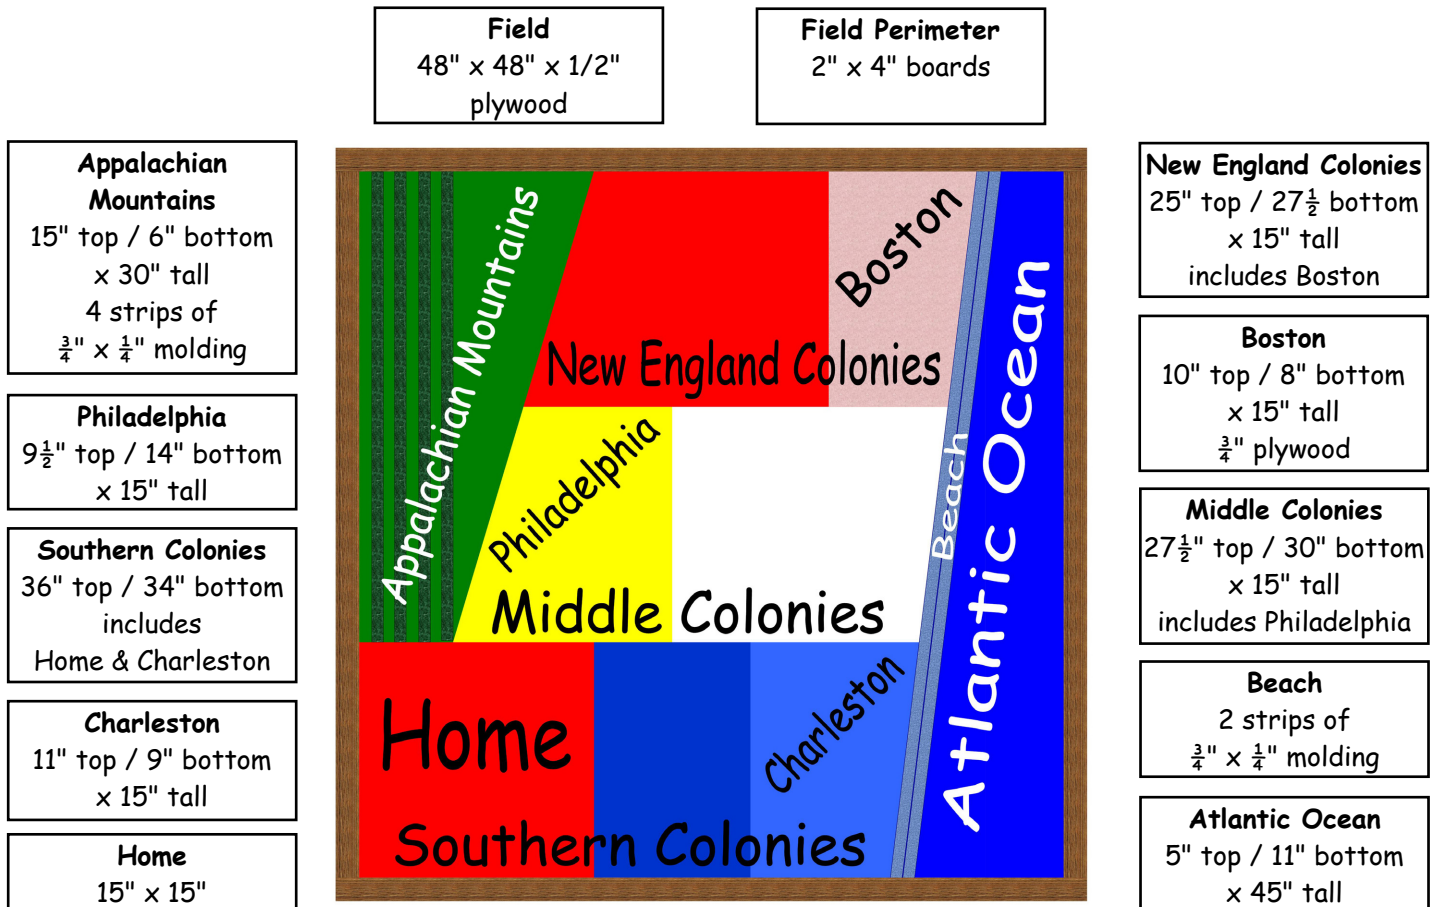 Field
48" x 48" x 1/2"
plywood
Field Perimeter
2" x 4" boards
Appalachian
Mountains
15" top / 6" bottom
x 30" tall
4 strips of
¾" x ¼" molding
Philadelphia
9½" top / 14" bottom
x 15" tall
Southern Colonies
36" top / 34" bottom
includes
Home & Charleston
Charleston
11" top / 9" bottom
x 15" tall
Home
15" x 15"
Appalachian Mountains
Boston
New England Colonies
Philadelphia
Middle Colonies
Beach
Atlantic Ocean
Home
Charleston
Southern Colonies
New England Colonies
25" top / 27½ bottom
x 15" tall
includes Boston
Boston
10" top / 8" bottom
x 15" tall
¾" plywood
Middle Colonies
27½" top / 30" bottom
x 15" tall
includes Philadelphia
Beach
2 strips of
¾" x ¼" molding
Atlantic Ocean
5" top / 11" bottom
x 45" tall